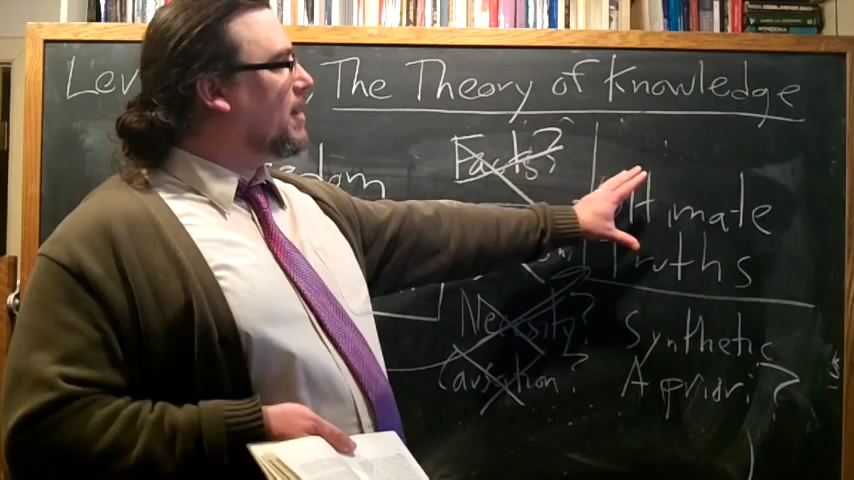 The Theory of Knowledge
Facts?
Ultimate
Truths
Necessity?
Causation?
Synthetic
A priori?